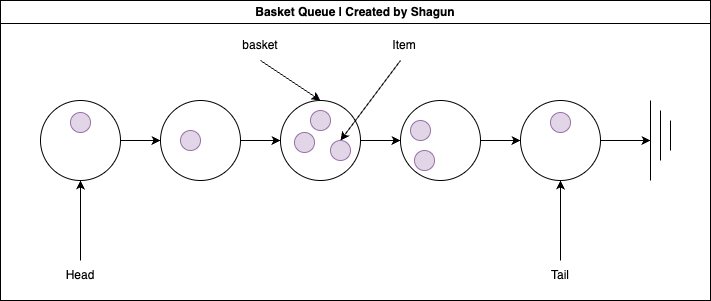 Basket Queue | Created by Shagun
basket
Item
Head
Tail